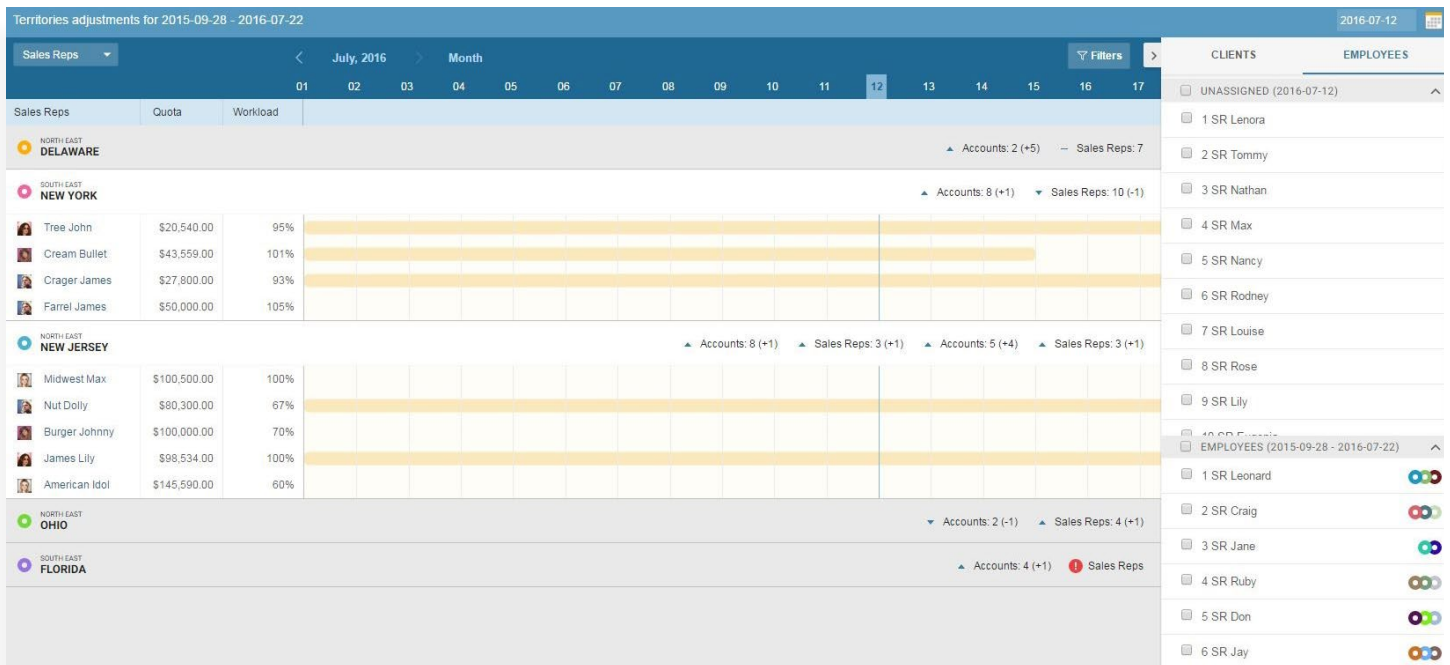 Territories adjustments for 2015-09-28 - 2016-07-22
2016-07-12
Sales Reps
July, 2016
Month
Filters
01 02 03 04 05 06 07 08 09 10 11 12 13 14 15 16 17
Sales Reps Quota Workload
NORTH EAST
DELAWARE
Accounts: 2 (+5) Sales Reps: 7
SOUTH EAST
NEW YORK
Accounts: 8 (+1) Sales Reps: 10 (-1)
Tree John $20,540.00 95%
Cream Bullet $43,559.00 101%
Crager James $27,800.00 93%
Farrel James $50,000.00 105%
NORTH EAST
NEW JERSEY
Accounts: 8 (+1) Sales Reps: 3 (+1) Accounts: 5 (+4) Sales Reps: 3 (+1)
Midwest Max $100,500.00 100%
Nut Dolly $80,300.00 67%
Burger Johnny $100,000.00 70%
James Lily $98,534.00 100%
American Idol $145,590.00 60%
NORTH EAST
OHIO
Accounts: 2 (-1) Sales Reps: 4 (+1)
SOUTH EAST
FLORIDA
Accounts: 4 (+1) Sales Reps
CLIENTS EMPLOYEES
UNASSIGNED (2016-07-12)
1 SR Lenora
2 SR Tommy
3 SR Nathan
4 SR Max
5 SR Nancy
6 SR Rodney
7 SR Louise
8 SR Rose
9 SR Lily
EMPLOYEES (2015-09-28 - 2016-07-22)
1 SR Leonard
2 SR Craig
3 SR Jane
4 SR Ruby
5 SR Don
6 SR Jay